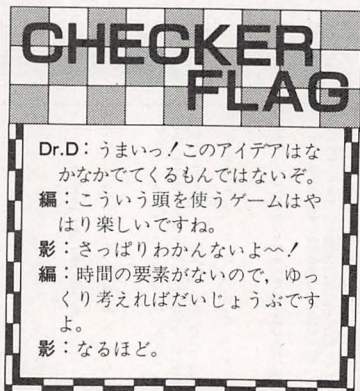 CHECKER
FLAG
Dr.D：うまいっ！このアイデアはな
かなかでてくるもんではないぞ。
編：こういう頭を使うゲームはや
はり楽しいですね。
影：さっぱりわかんないよ〜！
編：時間の要素がないので，ゆっ
くり考えればだいじょうぶです
よ。
影：なるほど。